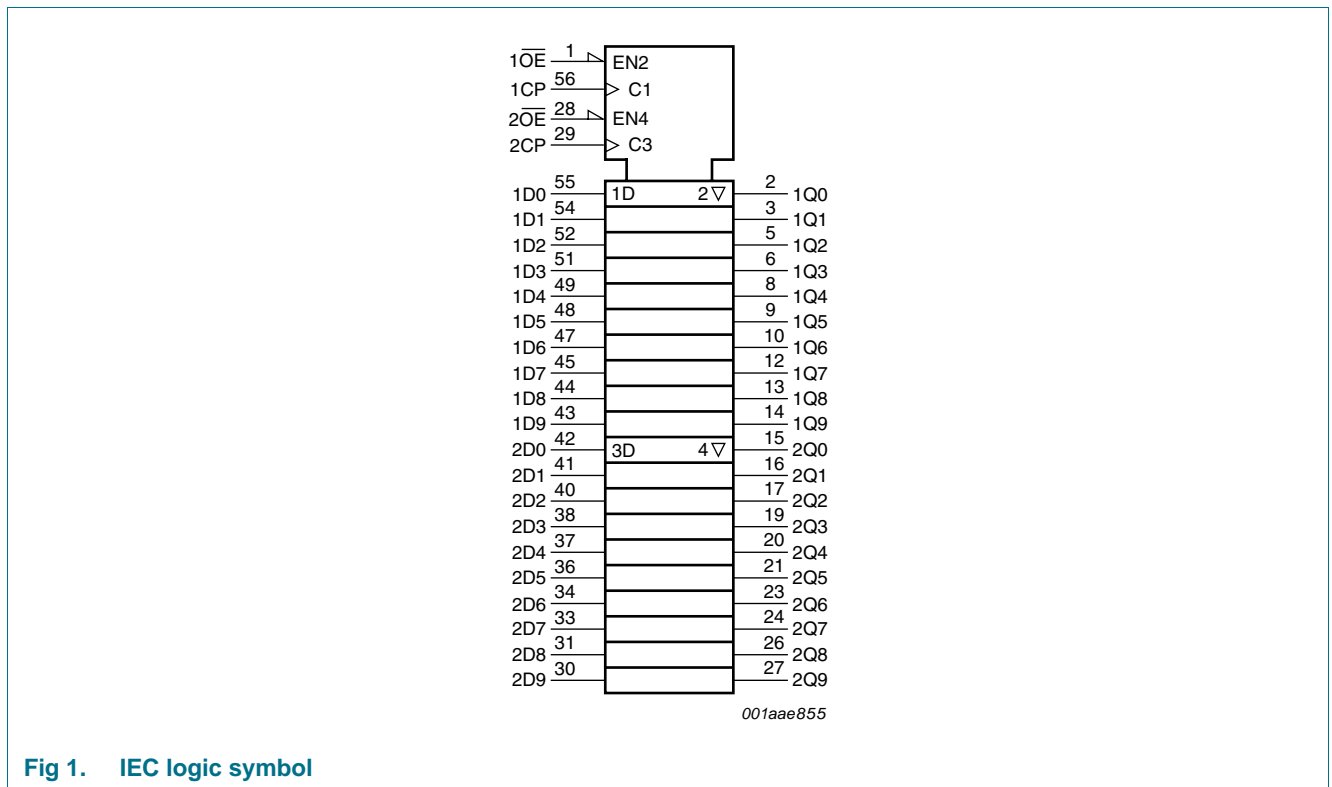 1O̅E̅ 1 EN2
1CP 56 C1
2O̅E̅ 28 EN4
2CP 29 C3
1D0 55 1D 2▽ 2 1Q0
1D1 54 3 1Q1
1D2 52 5 1Q2
1D3 51 6 1Q3
1D4 49 8 1Q4
1D5 48 9 1Q5
1D6 47 10 1Q6
1D7 45 12 1Q7
1D8 44 13 1Q8
1D9 43 14 1Q9
2D0 42 3D 4▽ 15 2Q0
2D1 41 16 2Q1
2D2 40 17 2Q2
2D3 38 19 2Q3
2D4 37 20 2Q4
2D5 36 21 2Q5
2D6 34 23 2Q6
2D7 33 24 2Q7
2D8 31 26 2Q8
2D9 30 27 2Q9
001aae855
Fig 1. IEC logic symbol